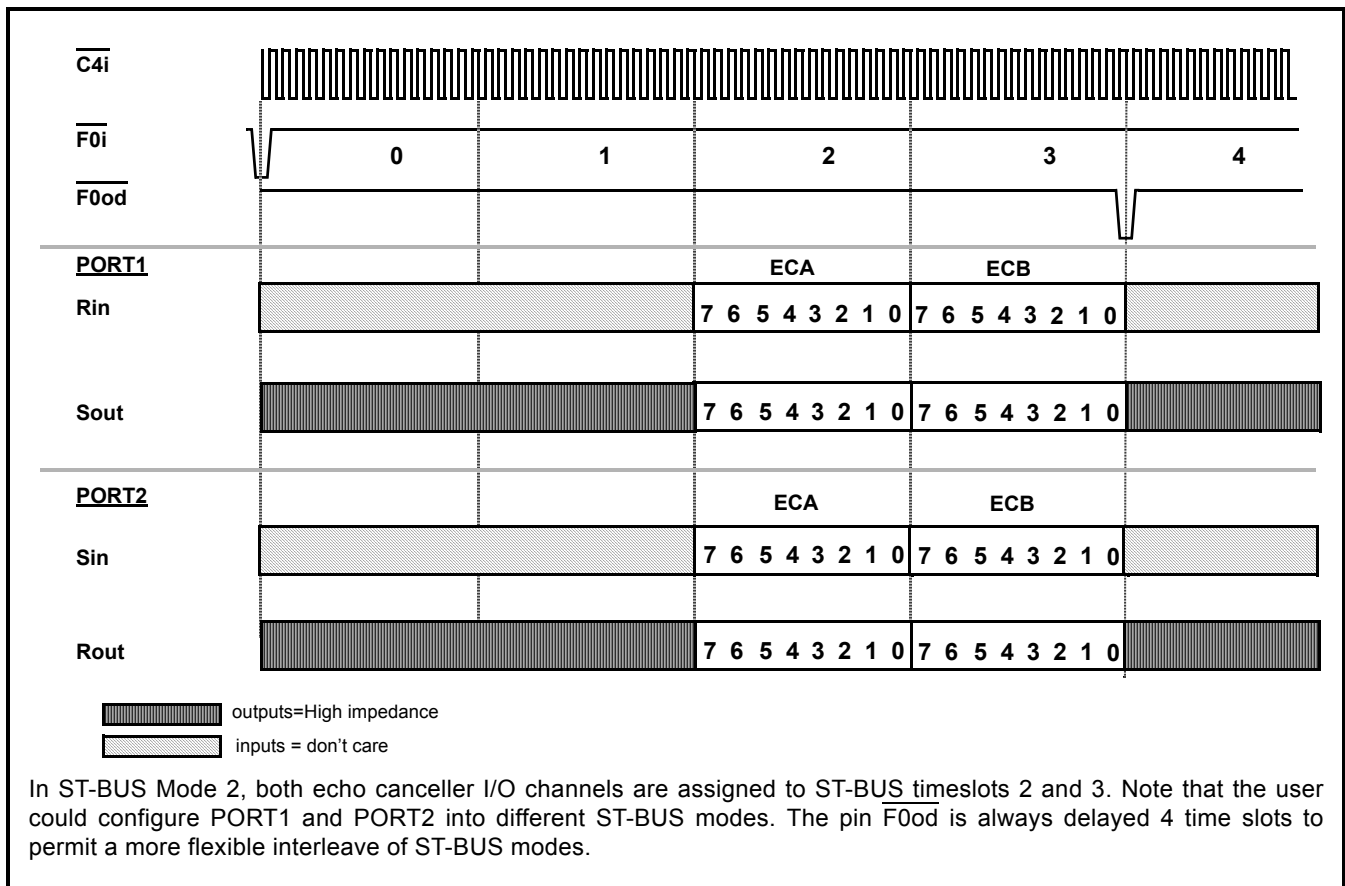 C4i
F0i
0 1 2 3 4
F0od
PORT1
ECA ECB
Rin
7 6 5 4 3 2 1 0 7 6 5 4 3 2 1 0
Sout
7 6 5 4 3 2 1 0 7 6 5 4 3 2 1 0
PORT2
ECA ECB
Sin
7 6 5 4 3 2 1 0 7 6 5 4 3 2 1 0
Rout
7 6 5 4 3 2 1 0 7 6 5 4 3 2 1 0
outputs=High impedance
inputs = don't care
In ST-BUS Mode 2, both echo canceller I/O channels are assigned to ST-BUS timeslots 2 and 3. Note that the user
could configure PORT1 and PORT2 into different ST-BUS modes. The pin F0od is always delayed 4 time slots to
permit a more flexible interleave of ST-BUS modes.